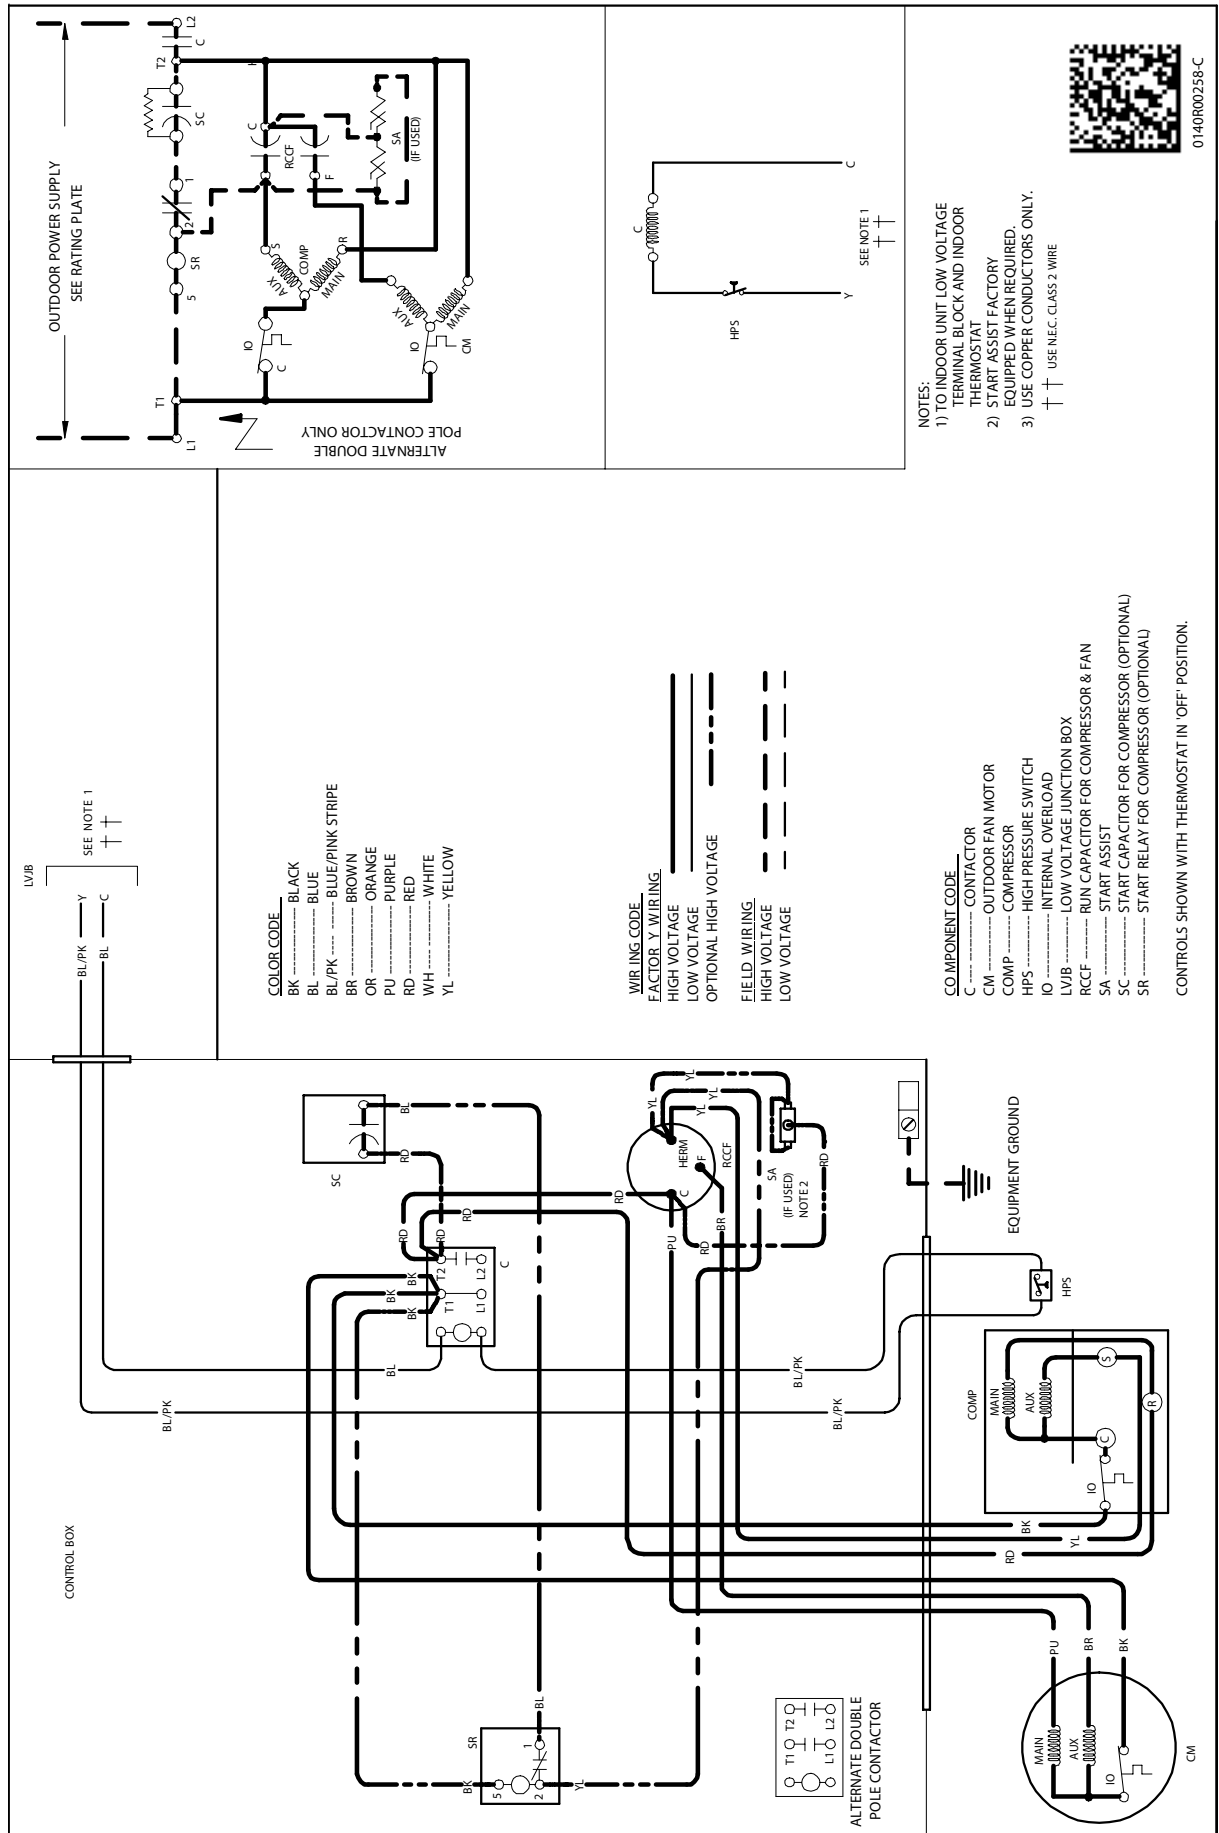 CONTROL BOX
LVJB
BL/PK
Y
BL
C
SEE NOTE 1
BL/PK
BL
BL/PK
BL/PK
SC
RD
BL
BK
BK
BK
RD
RD
RD
RD
T2
T1
L2
L1
C
SR
BK
5
2
1
BL
YL
PU
RD
BR
RD
HERM
C
F
RCCF
YL
YL
YL
YL
SA
(IF USED)
NOTE 2
RD
EQUIPMENT GROUND
HPS
COMP
MAIN
AUX
S
R
C
IO
BK
YL
RD
PU
BR
BK
MAIN
AUX
IO
CM
T1
T2
L1
L2
ALTERNATE DOUBLE
POLE CONTACTOR
COLOR CODE
BK ------------- BLACK
BL ------------- BLUE
BL/PK ---- ------- BLUE/PINK STRIPE
BR ------------- BROWN
OR ------------ ORANGE
PU ------------ PURPLE
RD ------------ RED
WH ---- -------- WHITE
YL ------------- YELLOW
WIRING CODE
FACTORY WIRING
HIGH VOLTAGE
LOW VOLTAGE
OPTIONAL HIGH VOLTAGE
FIELD WIRING
HIGH VOLTAGE
LOW VOLTAGE
COMPONENT CODE
C -------------- CONTACTOR
CM ----------- OUTDOOR FAN MOTOR
COMP -------- COMPRESSOR
HPS ---------- HIGH PRESSURE SWITCH
IO ------------ INTERNAL OVERLOAD
LVJB --------- LOW VOLTAGE JUNCTION BOX
RCCF -------- RUN CAPACITOR FOR COMPRESSOR & FAN
SA ----------- START ASSIST
SC ----------- START CAPACITOR FOR COMPRESSOR (OPTIONAL)
SR ----------- START RELAY FOR COMPRESSOR (OPTIONAL)
CONTROLS SHOWN WITH THERMOSTAT IN 'OFF' POSITION.
OUTDOOR POWER SUPPLY
SEE RATING PLATE
L1
T1
5
SR
2
1
SC
T2
C
L2
ALTERNATE DOUBLE
POLE CONTACTOR ONLY
C
IO
AUX
S
COMP
MAIN
R
H
C
RCCF
F
SA
(IF USED)
IO
CM
AUX
MAIN
C
HPS
Y
C
SEE NOTE 1
NOTES:
1) TO INDOOR UNIT LOW VOLTAGE
TERMINAL BLOCK AND INDOOR
THERMOSTAT
2) START ASSIST FACTORY
EQUIPPED WHEN REQUIRED.
3) USE COPPER CONDUCTORS ONLY.
USE N.E.C. CLASS 2 WIRE
0140R00258-C